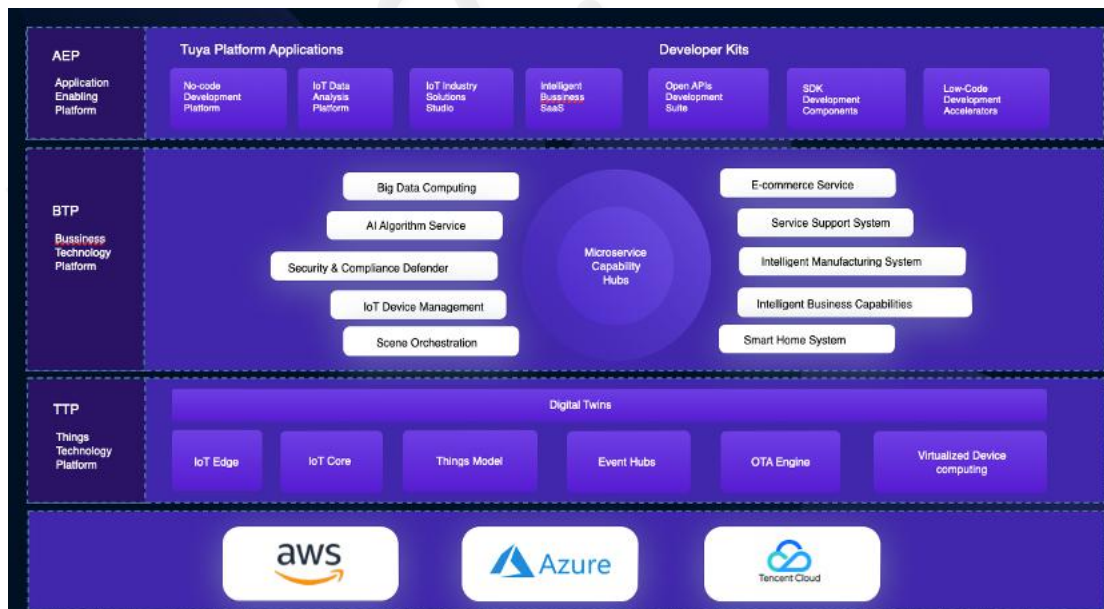 AEP
Application
Enabling
Platform
Tuya Platform Applications
Developer Kits
No-code
Development
Platform
IoT Data
Analysis
Platform
IoT Industry
Solutions
Studio
Intelligent
Bussiness
SaaS
Open APIs
Development
Suite
SDK
Development
Components
Low-Code
Development
Accelerators
BTP
Bussiness
Technology
Platform
Big Data Computing
AI Algorithm Service
Security & Compliance Defender
IoT Device Management
Scene Orchestration
Microservice
Capability
Hubs
E-commerce Service
Service Support System
Intelligent Manufacturing System
Intelligent Business Capabilities
Smart Home System
TTP
Things
Technology
Platform
Digital Twins
IoT Edge
IoT Core
Things Model
Event Hubs
OTA Engine
Virtualized Device
computing
aws
Azure
Tencent Cloud